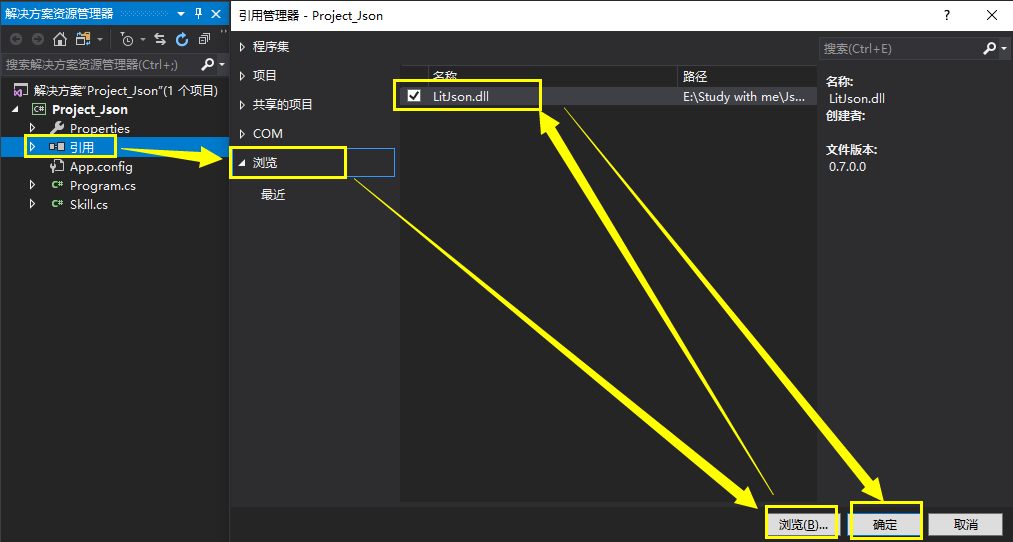 解决方案资源管理器
搜索解决方案资源管理器(Ctrl+;)
解决方案"Project_Json"(1 个项目)
C# Project_Json
Properties
引用
App.config
C# Program.cs
C# Skill.cs
引用管理器 - Project_Json
? 
程序集
项目
共享的项目
COM
浏览
最近
名称 路径
LitJson.dll E:\Study with me\Js...
搜索(Ctrl+E)
名称:
LitJson.dll
创建者:
文件版本:
0.7.0.0
浏览(B)... 确定 取消